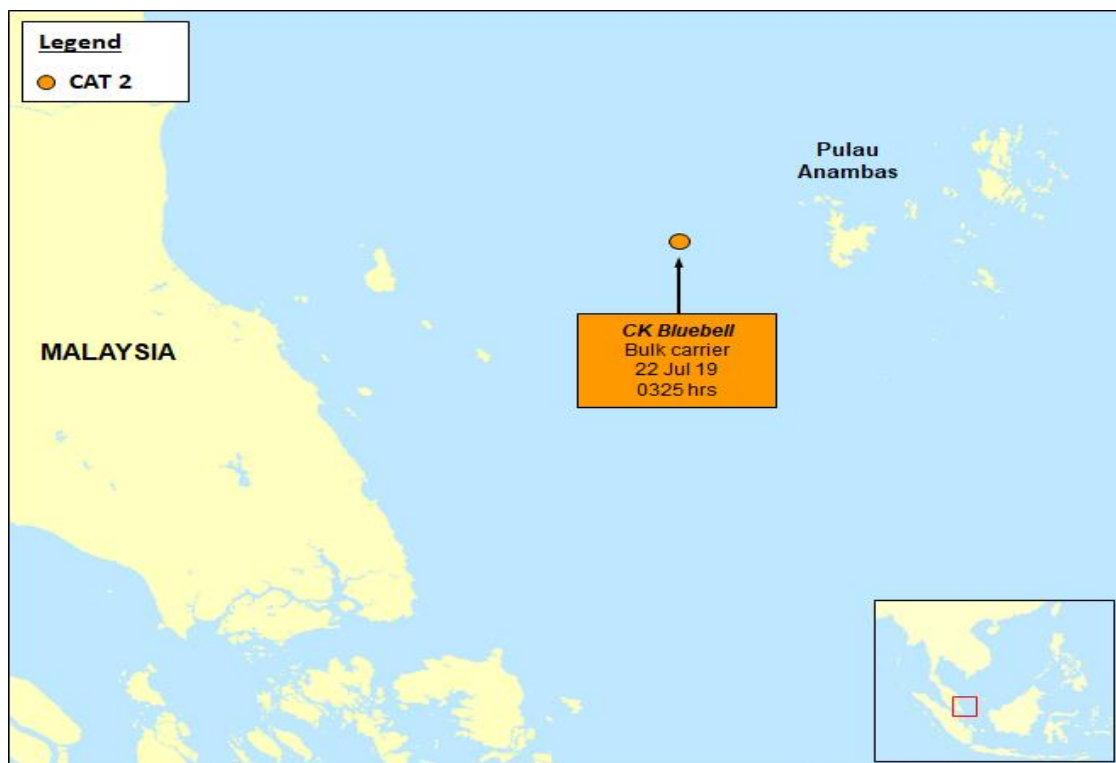 Legend
CAT 2
Pulau
Anambas
MALAYSIA
CK Bluebell
Bulk carrier
22 Jul 19
0325 hrs